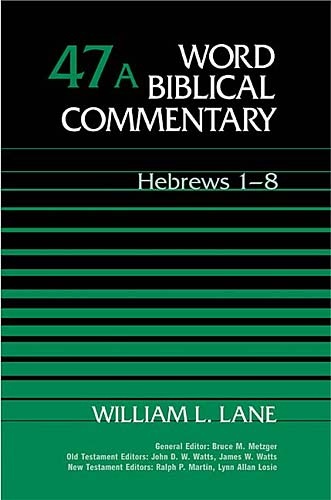 47A WORD
BIBLICAL
COMMENTARY
Hebrews 1–8
WILLIAM L. LANE
General Editor: Bruce M. Metzger
Old Testament Editors: John D. W. Watts, James W. Watts
New Testament Editors: Ralph P. Martin, Lynn Allan Losie